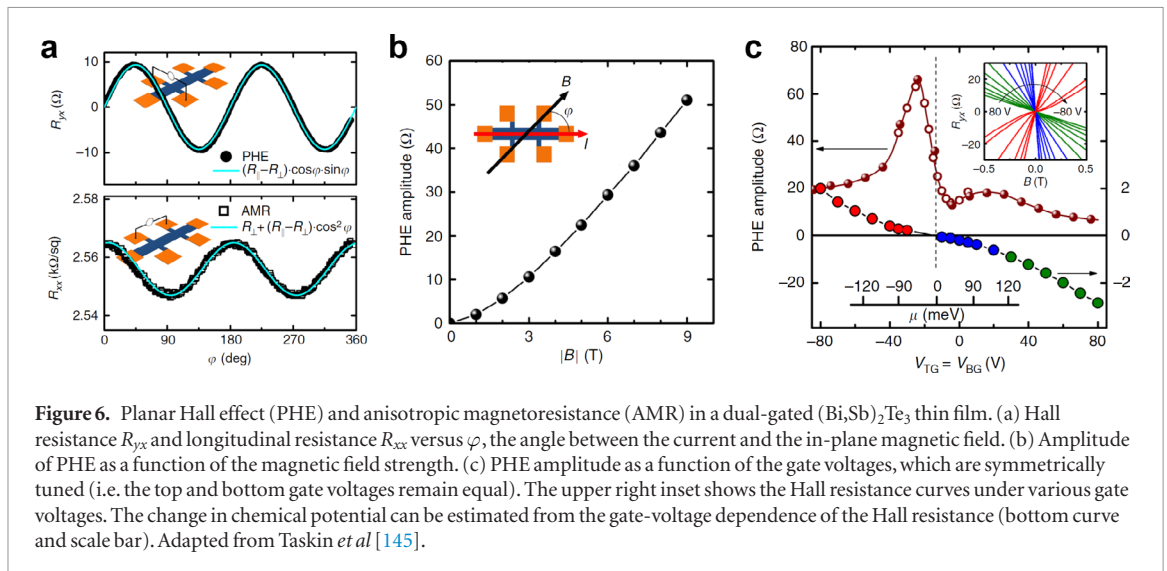 a
10
0
−10
R_yx (Ω)
PHE
(R_∥−R_⊥)·cosφ·sinφ
2.58
2.56
2.54
R_xx (kΩ/sq)
AMR
R_⊥+(R_∥−R_⊥)·cos²φ
0 90 180 270 360
φ (deg)
b
60
50
40
30
20
10
0
PHE amplitude (Ω)
B
φ
I
0 3 6 9
|B| (T)
c
80
60
40
20
0
−20
PHE amplitude (Ω)
20
0
−20
R_yx (Ω)
80 V
−80 V
−0.5 0.0 0.5
B (T)
2
0
−2
−120 −90 0 90 120
μ (meV)
−80 −40 0 40 80
V_TG = V_BG (V)
Figure 6. Planar Hall effect (PHE) and anisotropic magnetoresistance (AMR) in a dual-gated (Bi,Sb)₂Te₃ thin film. (a) Hall
resistance R_yx and longitudinal resistance R_xx versus φ, the angle between the current and the in-plane magnetic field. (b) Amplitude
of PHE as a function of the magnetic field strength. (c) PHE amplitude as a function of the gate voltages, which are symmetrically
tuned (i.e. the top and bottom gate voltages remain equal). The upper right inset shows the Hall resistance curves under various gate
voltages. The change in chemical potential can be estimated from the gate-voltage dependence of the Hall resistance (bottom curve
and scale bar). Adapted from Taskin et al [145].